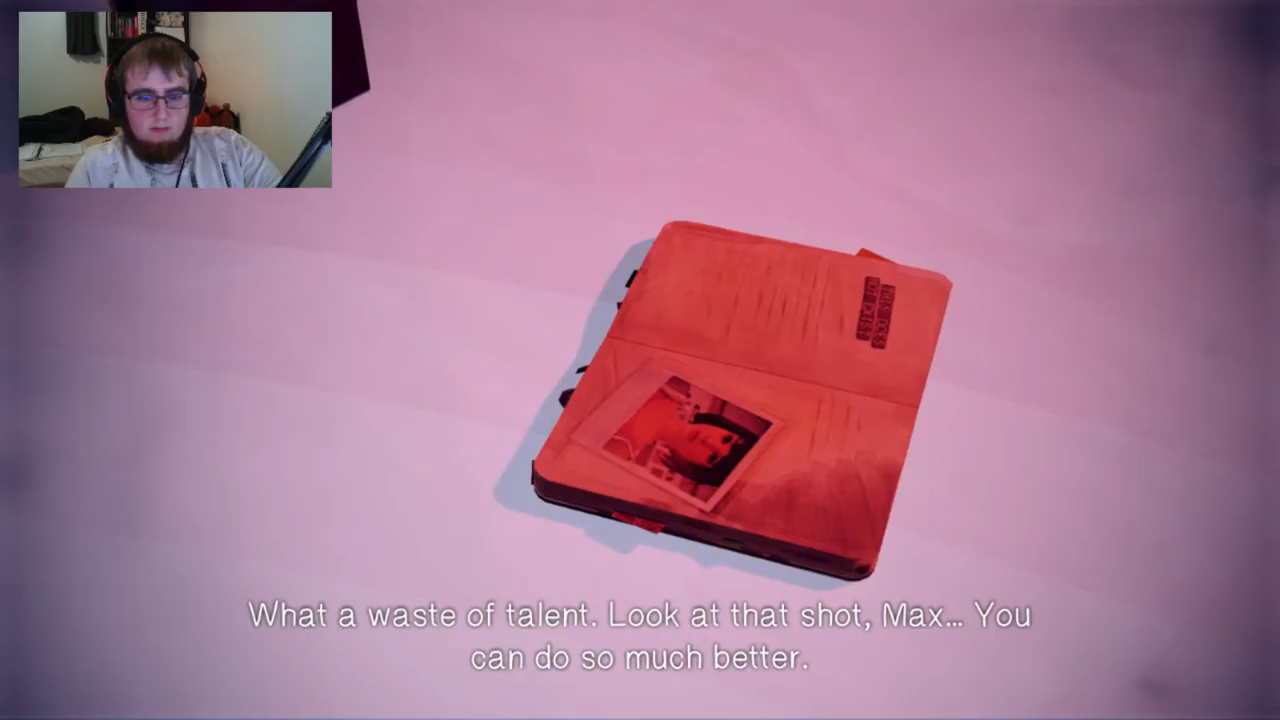 What a waste of talent. Look at that shot, Max... You
can do so much better.